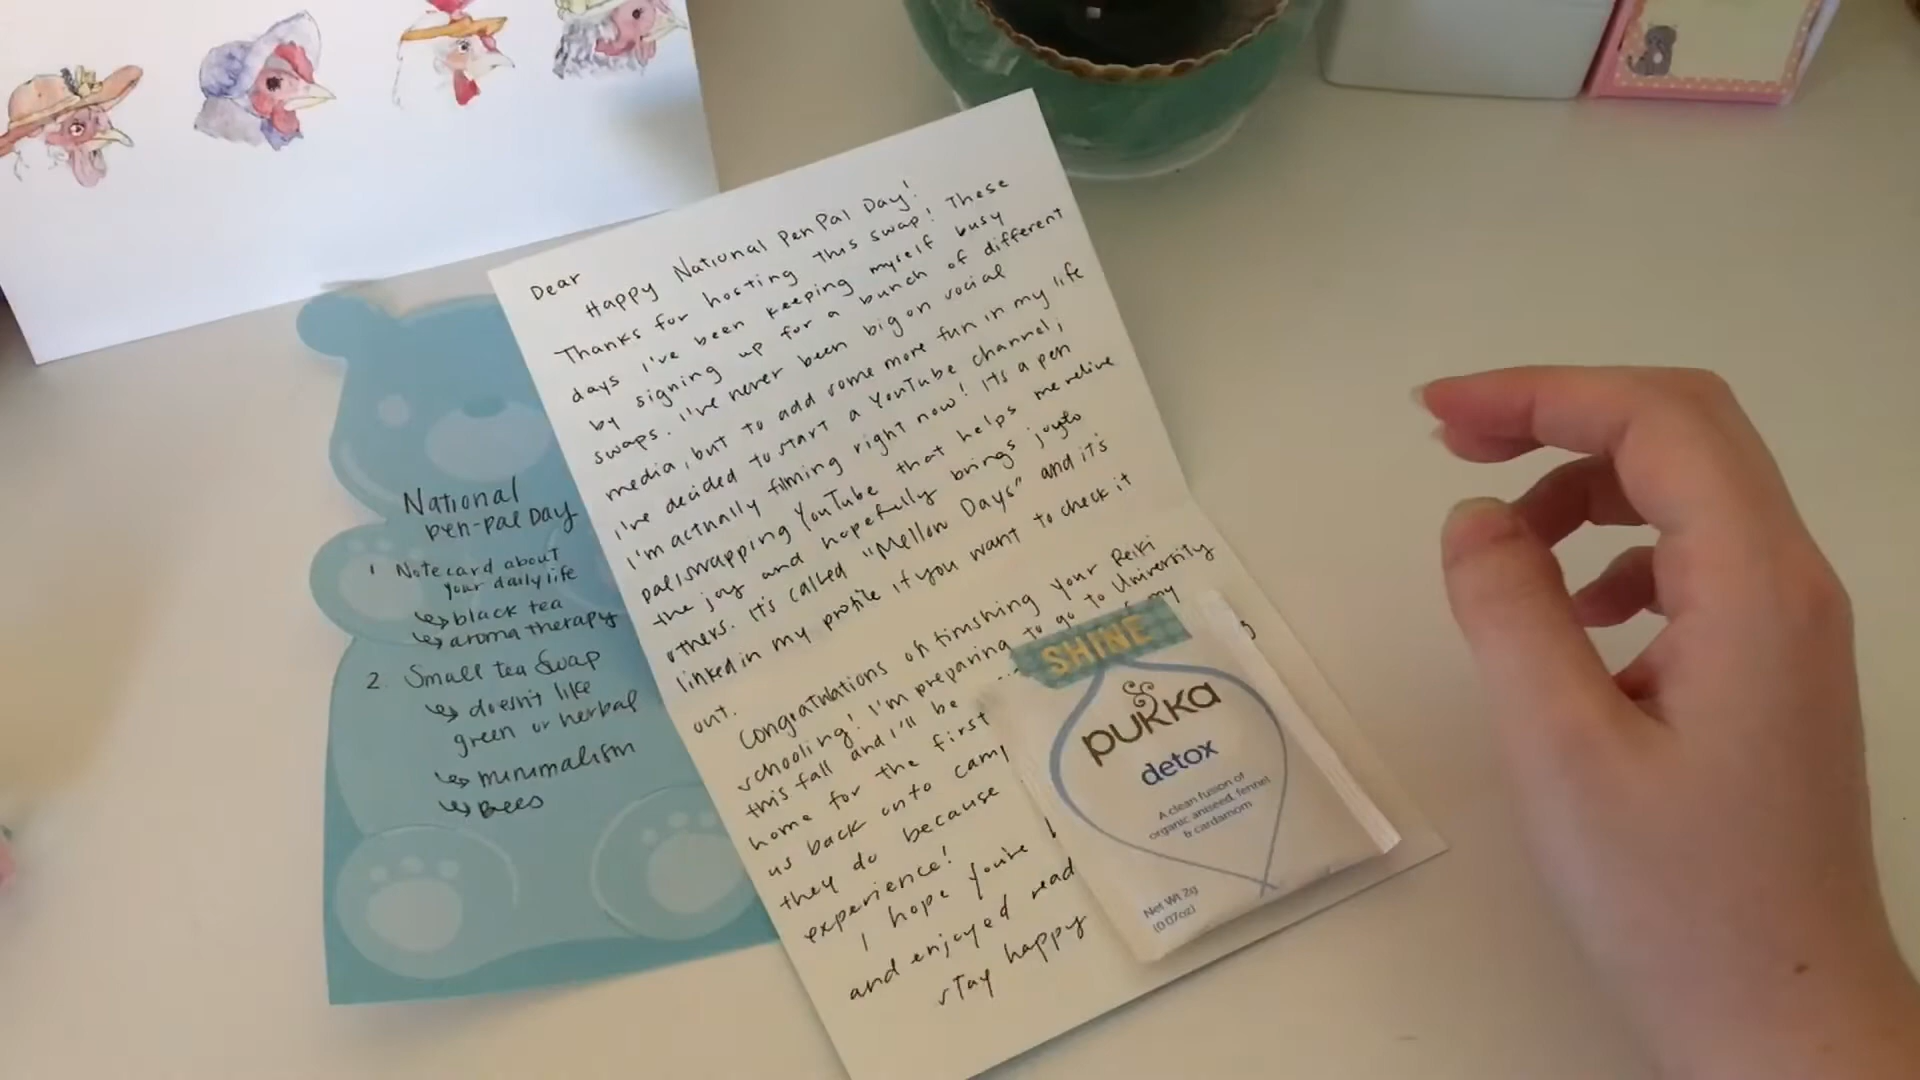 Dear
Happy National PenPal Day!
Thanks for hosting this swap! These
days I've been keeping myself busy
by signing up for a bunch of different
swaps. I've never been big on social
media, but to add some more fun in my life
I've decided to start a YouTube channel;
I'm actually filming right now! It's a pen
pal/swapping YouTube that helps me relive
the joy and hopefully brings joy to
others. It's called "Mellow Days" and it's
linked in my profile if you want to check it
out.
Congratulations on finishing your Reiki
schooling! I'm preparing to go to University
this fall and I'll be my
home for the first
us back onto camp
they do because
experience!
I hope you're
and enjoyed read
stay happy
National
Pen-pal Day
1 Notecard about
your daily life
↳ black tea
↳ aroma therapy
2. Small tea Swap
↳ doesn't like
green or herbal
↳ minimalism
↳ Bees
SHINE
pukka
detox
A clean fusion of
organic aniseed, fennel
& cardamom
Net Wt 2g
(0.07oz)